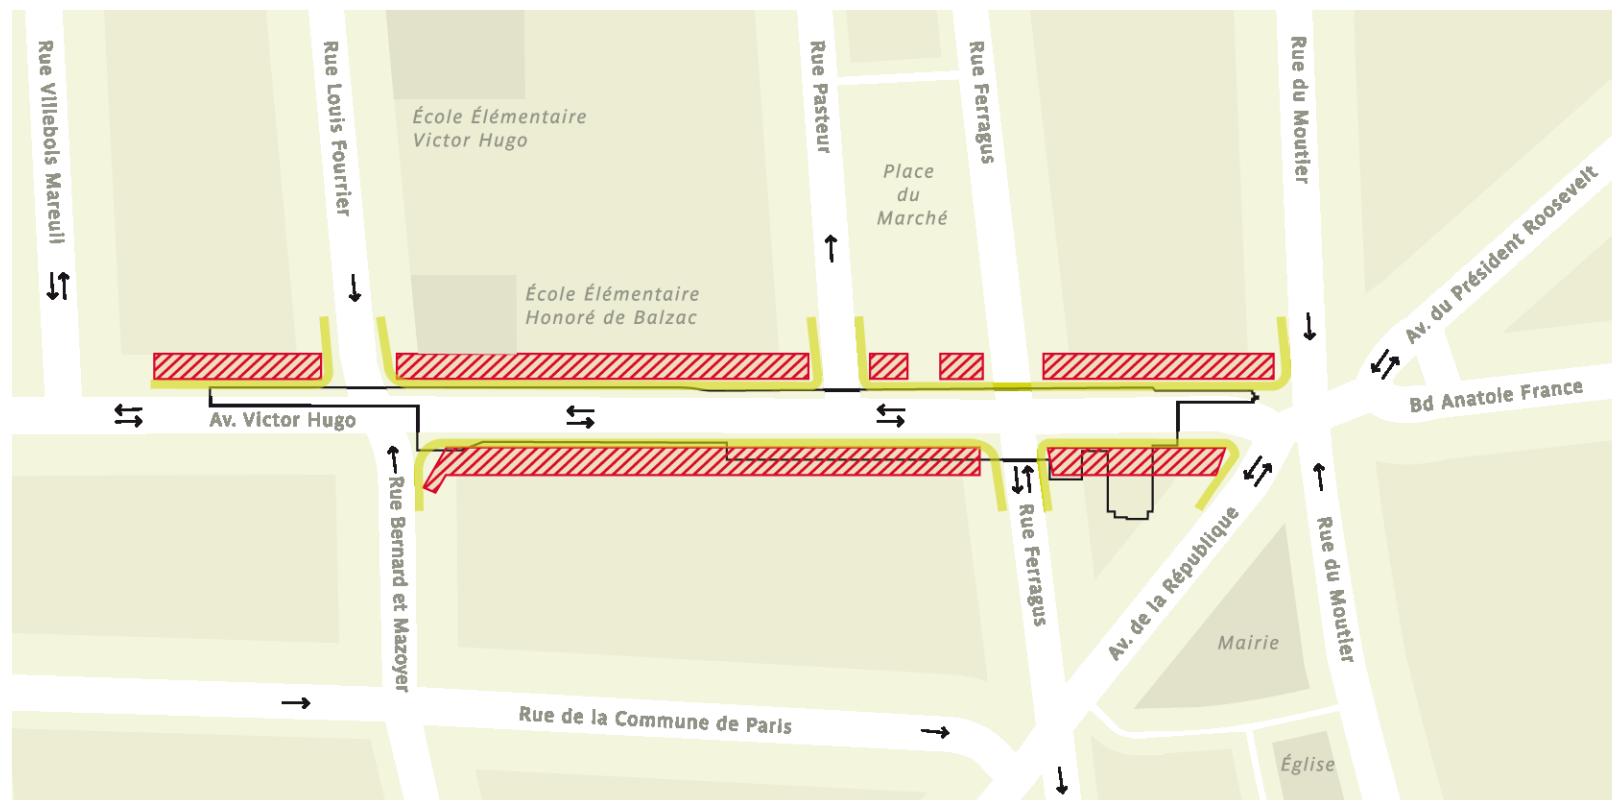 Rue Villebois Mareuil
Rue Louis Fourrier
École Élémentaire
Victor Hugo
Rue Pasteur
Rue Ferragus
Place
du
Marché
Rue du Moutier
Av. du Président Roosevelt
École Élémentaire
Honoré de Balzac
Bd Anatole France
Av. Victor Hugo
Rue Bernard et Mazoyer
Rue Ferragus
Av. de la République
Rue du Moutier
Mairie
Rue de la Commune de Paris
Église